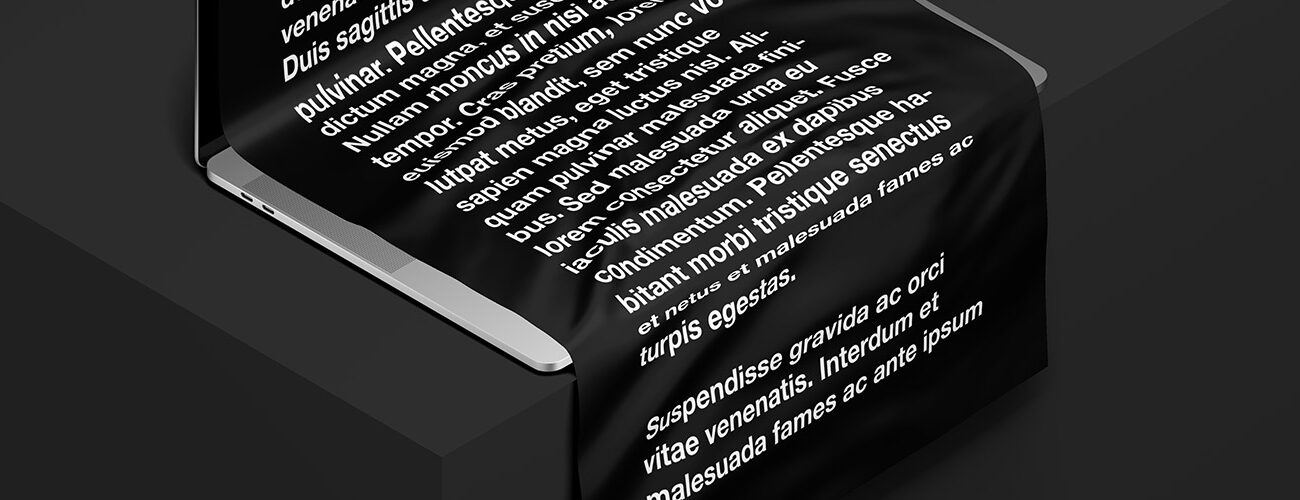 venena
Duis sagittis
pulvinar. Pellentesq
dictum magna, et susc
Nullam rhoncus in nisi a
tempor. Cras pretium, lorem
euismod blandit, sem nunc vo
lutpat metus, eget tristique
sapien magna luctus nisl. Ali-
quam pulvinar malesuada fini-
bus. Sed malesuada urna eu
lorem consectetur aliquet. Fusce
iaculis malesuada ex dapibus
condimentum. Pellentesque ha-
bitant morbi tristique senectus
et netus et malesuada fames ac
turpis egestas.
Suspendisse gravida ac orci
vitae venenatis. Interdum et
malesuada fames ac ante ipsum